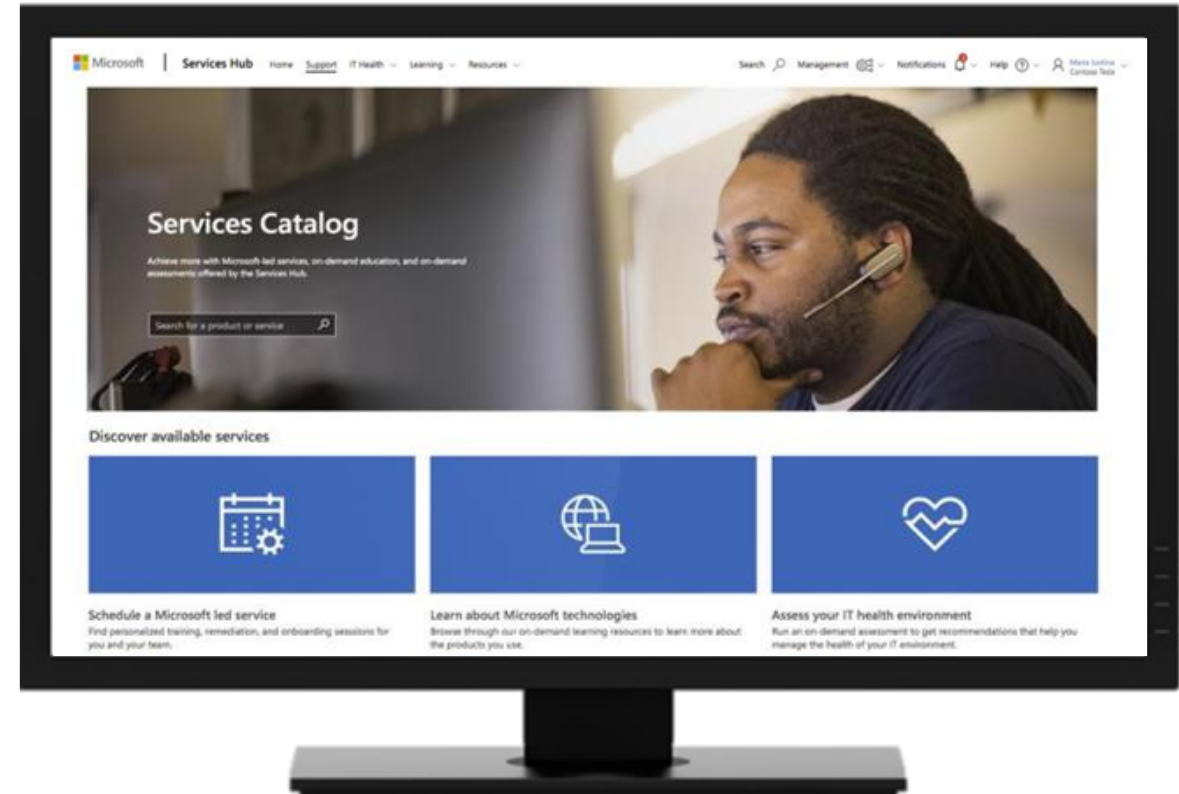 Microsoft
Services Hub
Home
Support
IT Health
Learning
Resources
Search
Management
Notifications
Help
Contoso
Services Catalog
Achieve more with Microsoft-led services, on-demand education, and on-demand
assessments offered by the Services Hub.
Search for a product or service
Discover available services
Schedule a Microsoft led service
Find personalized training, remediation, and onboarding sessions for
you and your team.
Learn about Microsoft technologies
Browse through our on-demand learning resources to learn more about
the products you use.
Assess your IT health environment
Run an on-demand assessment to get recommendations that help you
manage the health of your IT environment.